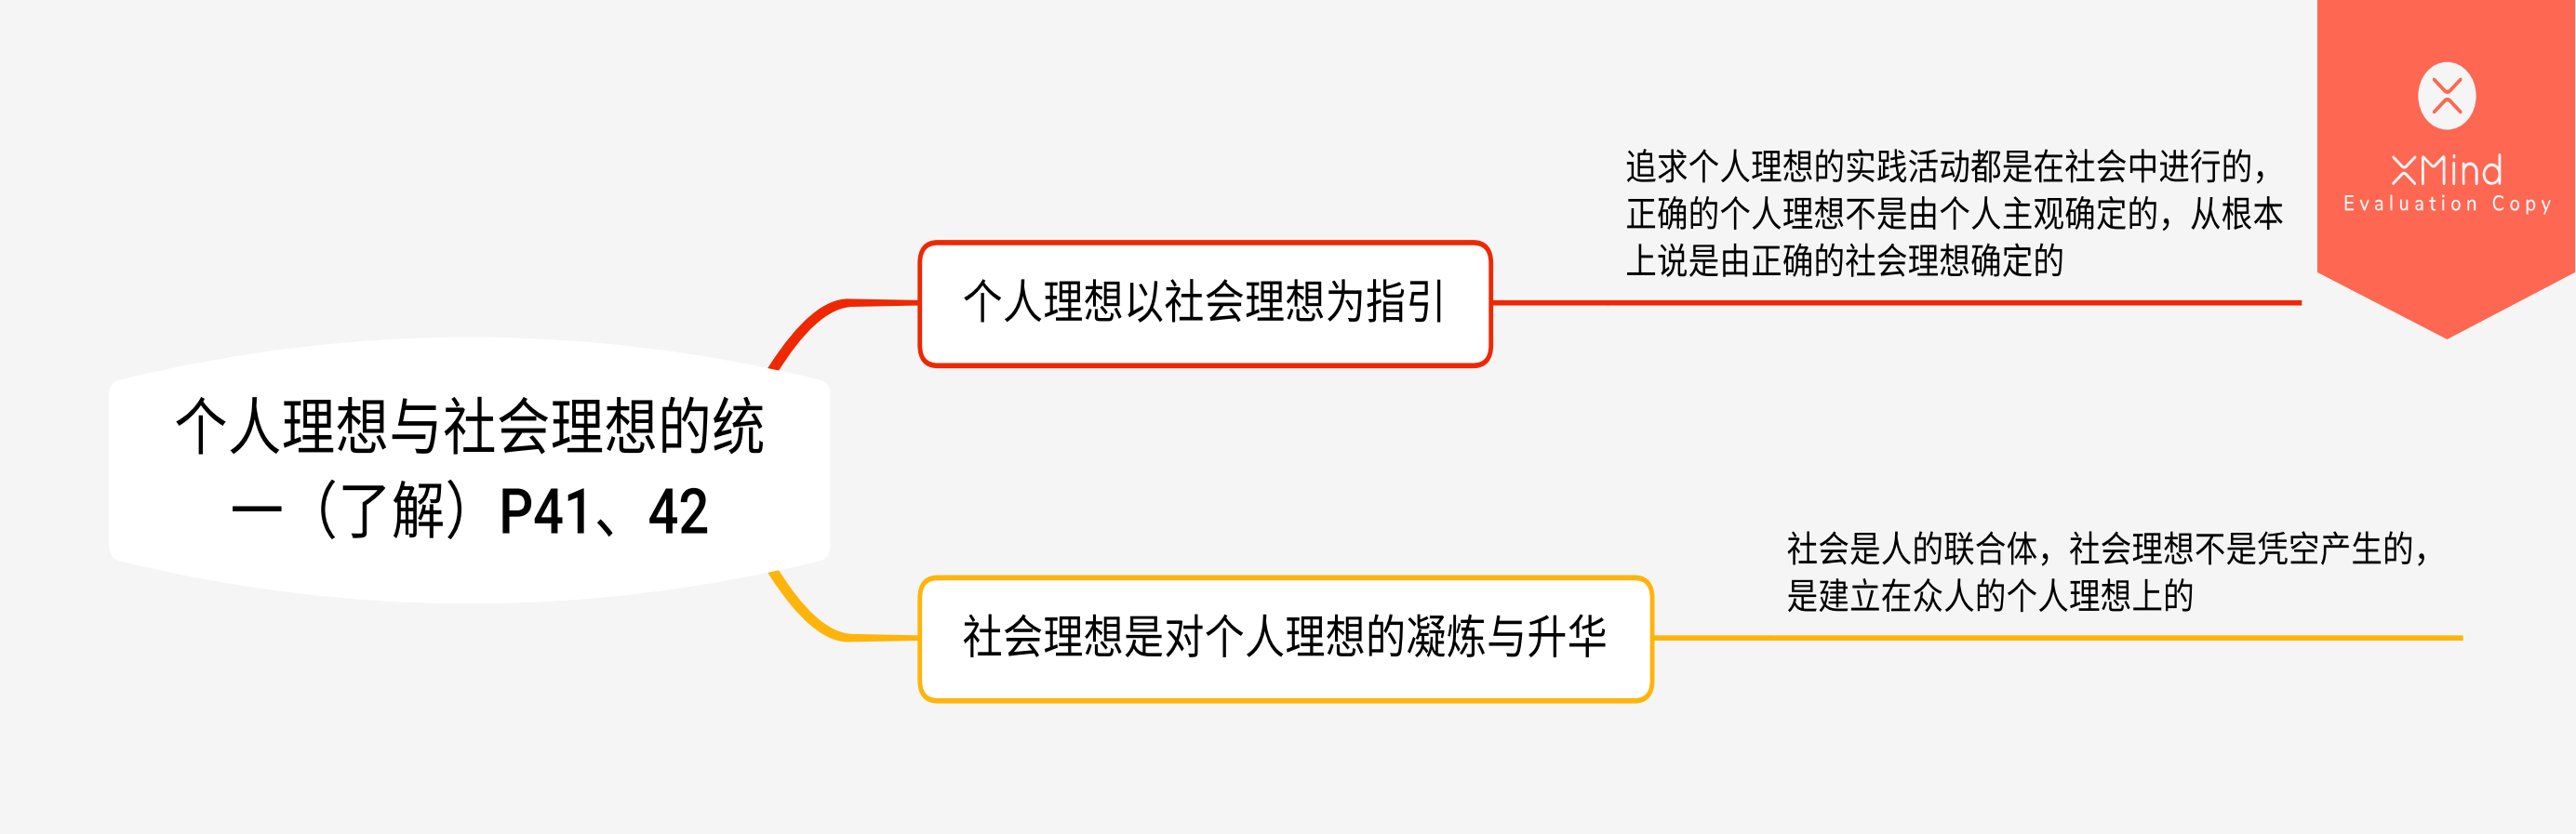 个人理想与社会理想的统
一（了解）P41、42
个人理想以社会理想为指引
追求个人理想的实践活动都是在社会中进行的，
正确的个人理想不是由个人主观确定的，从根本
上说是由正确的社会理想确定的
社会理想是对个人理想的凝炼与升华
社会是人的联合体，社会理想不是凭空产生的，
是建立在众人的个人理想上的
XMind
Evaluation Copy